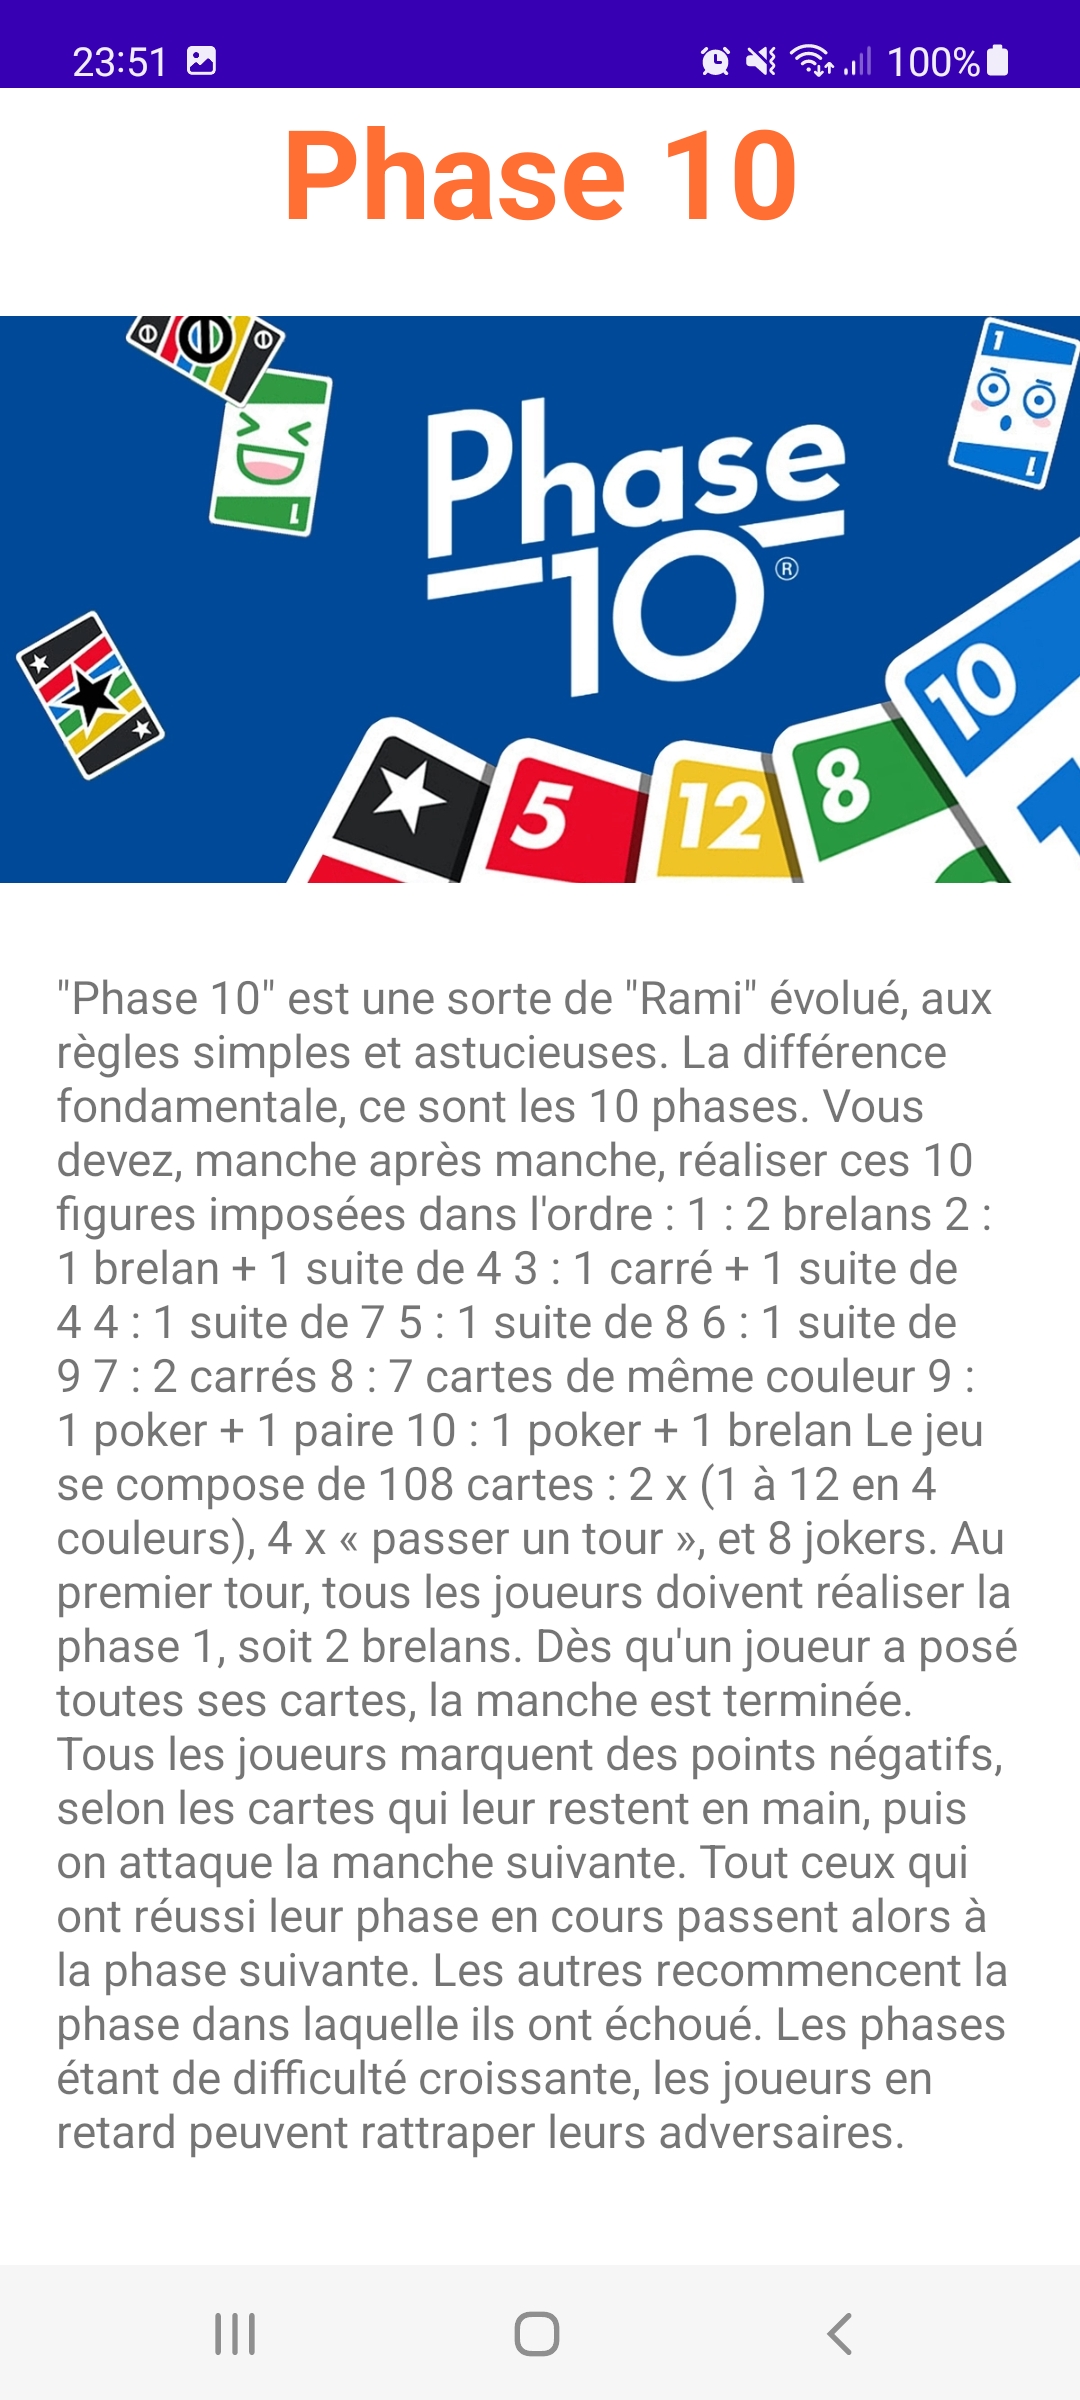 23:51
100%
Phase 10
Phase
10
®
1
1
1
5
12
8
10
"Phase 10" est une sorte de "Rami" évolué, aux
règles simples et astucieuses. La différence
fondamentale, ce sont les 10 phases. Vous
devez, manche après manche, réaliser ces 10
figures imposées dans l'ordre : 1 : 2 brelans 2 :
1 brelan + 1 suite de 4 3 : 1 carré + 1 suite de
4 4 : 1 suite de 7 5 : 1 suite de 8 6 : 1 suite de
9 7 : 2 carrés 8 : 7 cartes de même couleur 9 :
1 poker + 1 paire 10 : 1 poker + 1 brelan Le jeu
se compose de 108 cartes : 2 x (1 à 12 en 4
couleurs), 4 x « passer un tour », et 8 jokers. Au
premier tour, tous les joueurs doivent réaliser la
phase 1, soit 2 brelans. Dès qu'un joueur a posé
toutes ses cartes, la manche est terminée.
Tous les joueurs marquent des points négatifs,
selon les cartes qui leur restent en main, puis
on attaque la manche suivante. Tout ceux qui
ont réussi leur phase en cours passent alors à
la phase suivante. Les autres recommencent la
phase dans laquelle ils ont échoué. Les phases
étant de difficulté croissante, les joueurs en
retard peuvent rattraper leurs adversaires.